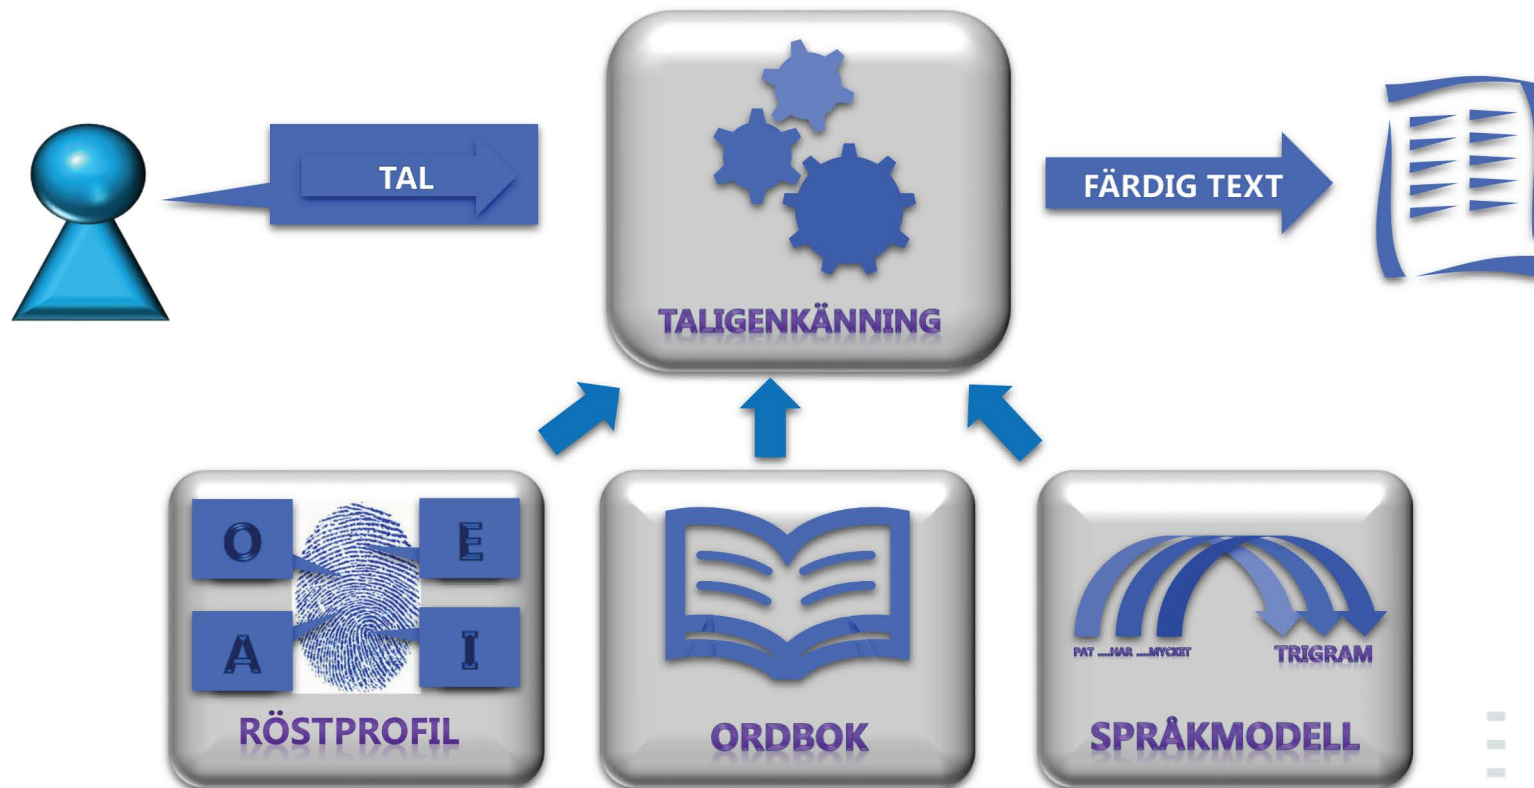 TAL
FÄRDIG TEXT
TALIGENKÄNNING
O
E
A
I
RÖSTPROFIL
ORDBOK
PAT ....HAR ....MYCKET
TRIGRAM
SPRÅKMODELL